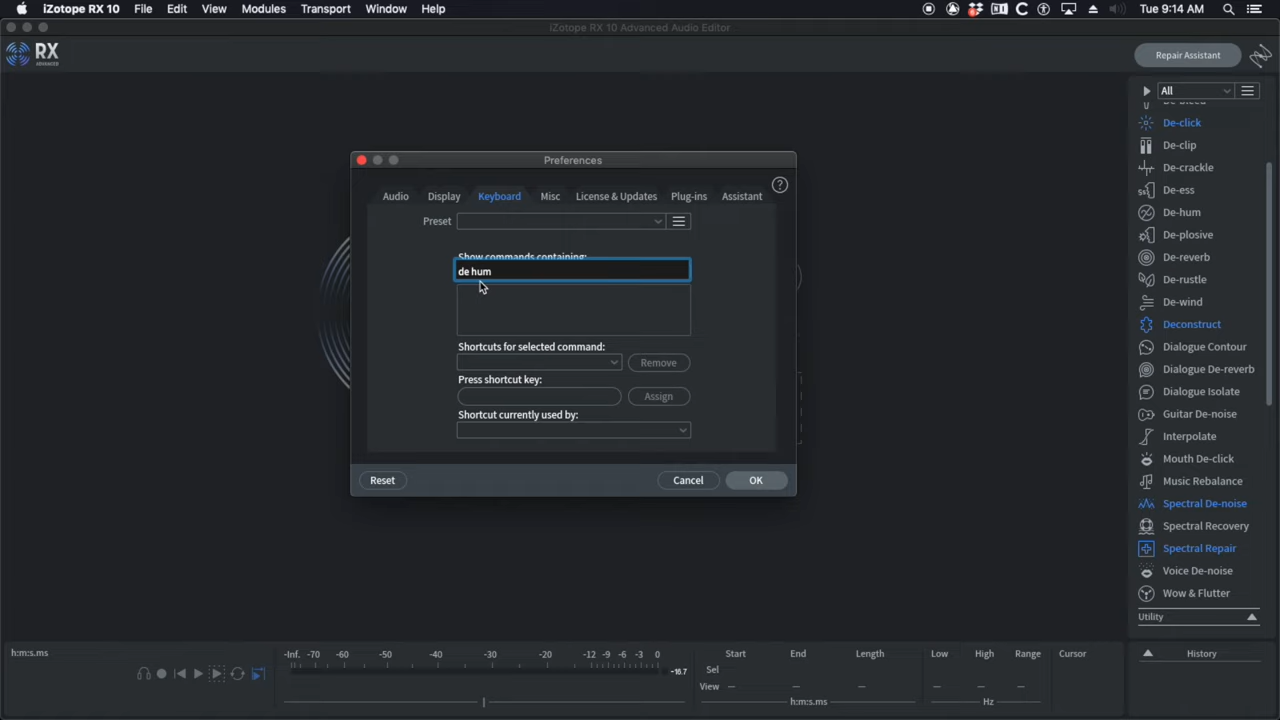 iZotope RX 10 File Edit View Modules Transport Window Help
Tue 9:14 AM
iZotope RX 10 Advanced Audio Editor
RX
ADVANCED
Repair Assistant
All
De-bleed
De-click
De-clip
De-crackle
De-ess
De-hum
De-plosive
De-reverb
De-rustle
De-wind
Deconstruct
Dialogue Contour
Dialogue De-reverb
Dialogue Isolate
Guitar De-noise
Interpolate
Mouth De-click
Music Rebalance
Spectral De-noise
Spectral Recovery
Spectral Repair
Voice De-noise
Wow & Flutter
Utility
Preferences
?
Audio Display Keyboard Misc License & Updates Plug-ins Assistant
Preset
Show commands containing:
de hum
Shortcuts for selected command:
Remove
Press shortcut key:
Assign
Shortcut currently used by:
Reset Cancel OK
h:m:s.ms
-Inf. -70 -60 -50 -40 -30 -20 -12 -9 -6 -3 0
-16.7
Start End Length Low High Range Cursor
Sel
View — — — — — —
h:m:s.ms Hz
History